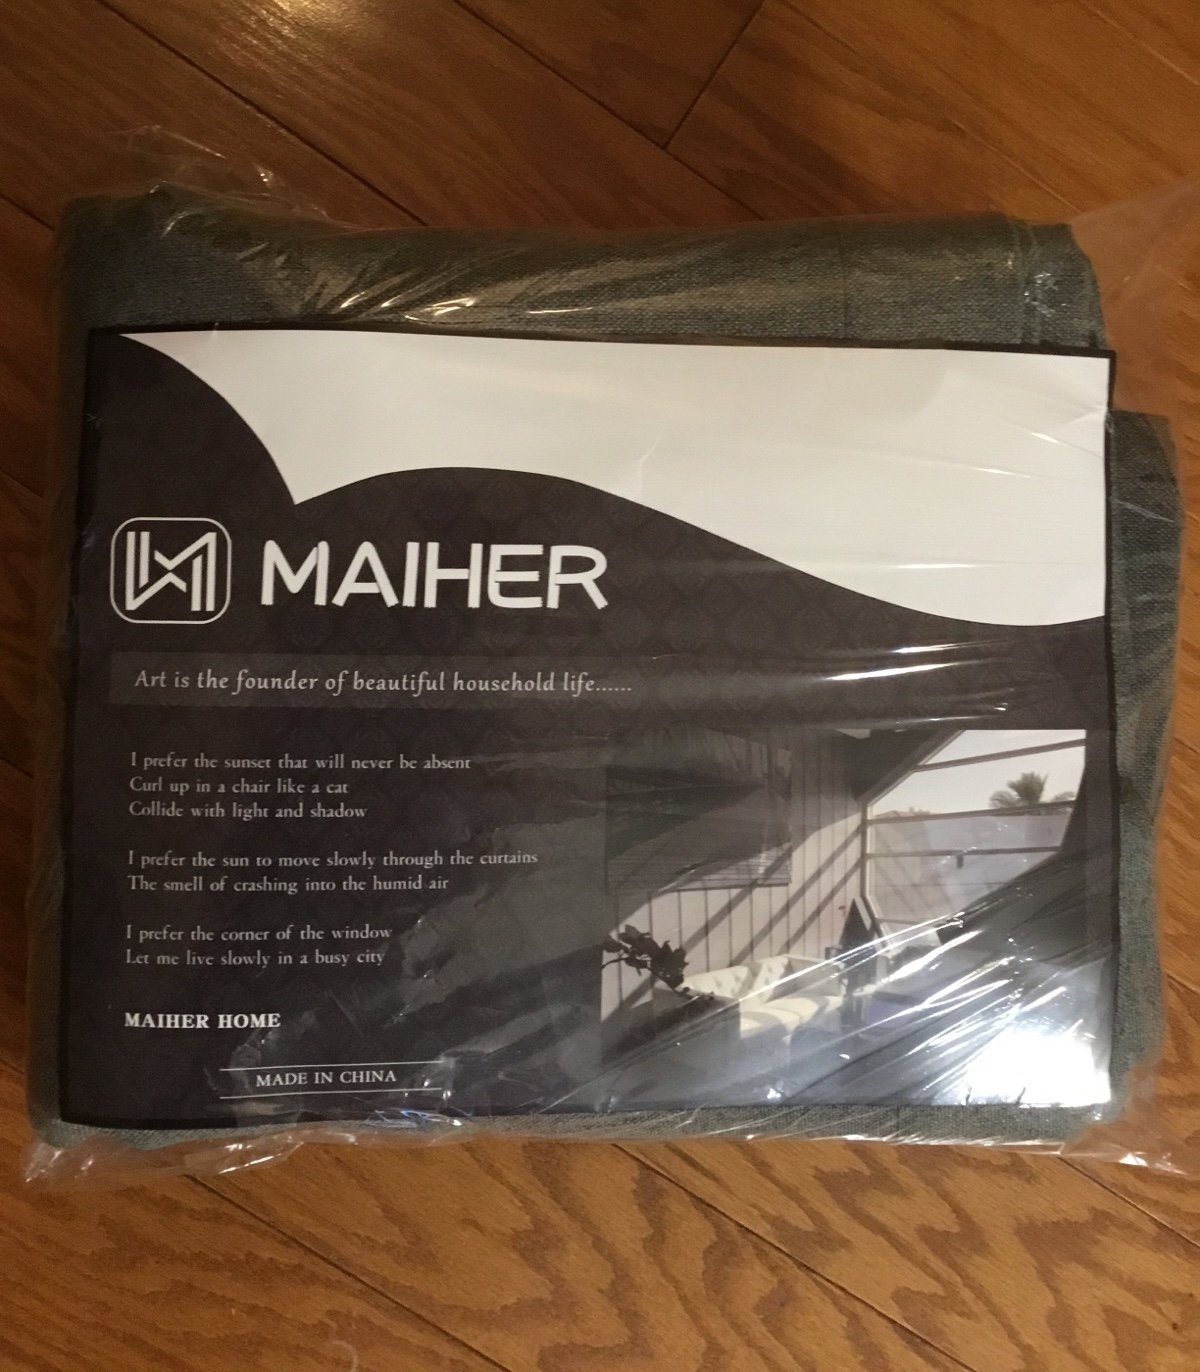 MAIHER
Art is the founder of beautiful household life......
I prefer the sunset that will never be absent
Curl up in a chair like a cat
Collide with light and shadow
I prefer the sun to move slowly through the curtains
The smell of crashing into the humid air
I prefer the corner of the window
Let me live slowly in a busy city
MAIHER HOME
MADE IN CHINA